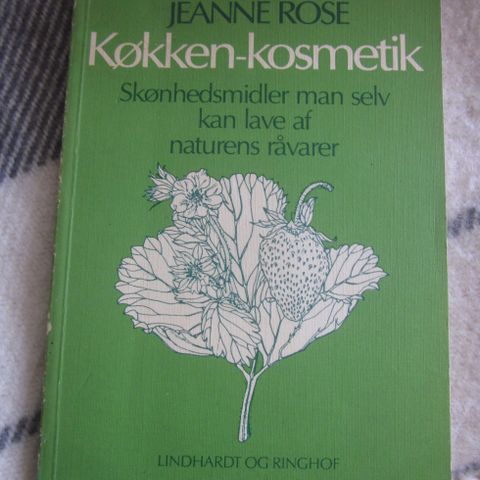 JEANNE ROSE
Køkken-kosmetik
Skønhedsmidler man selv
kan lave af
naturens råvarer
LINDHARDT OG RINGHOF